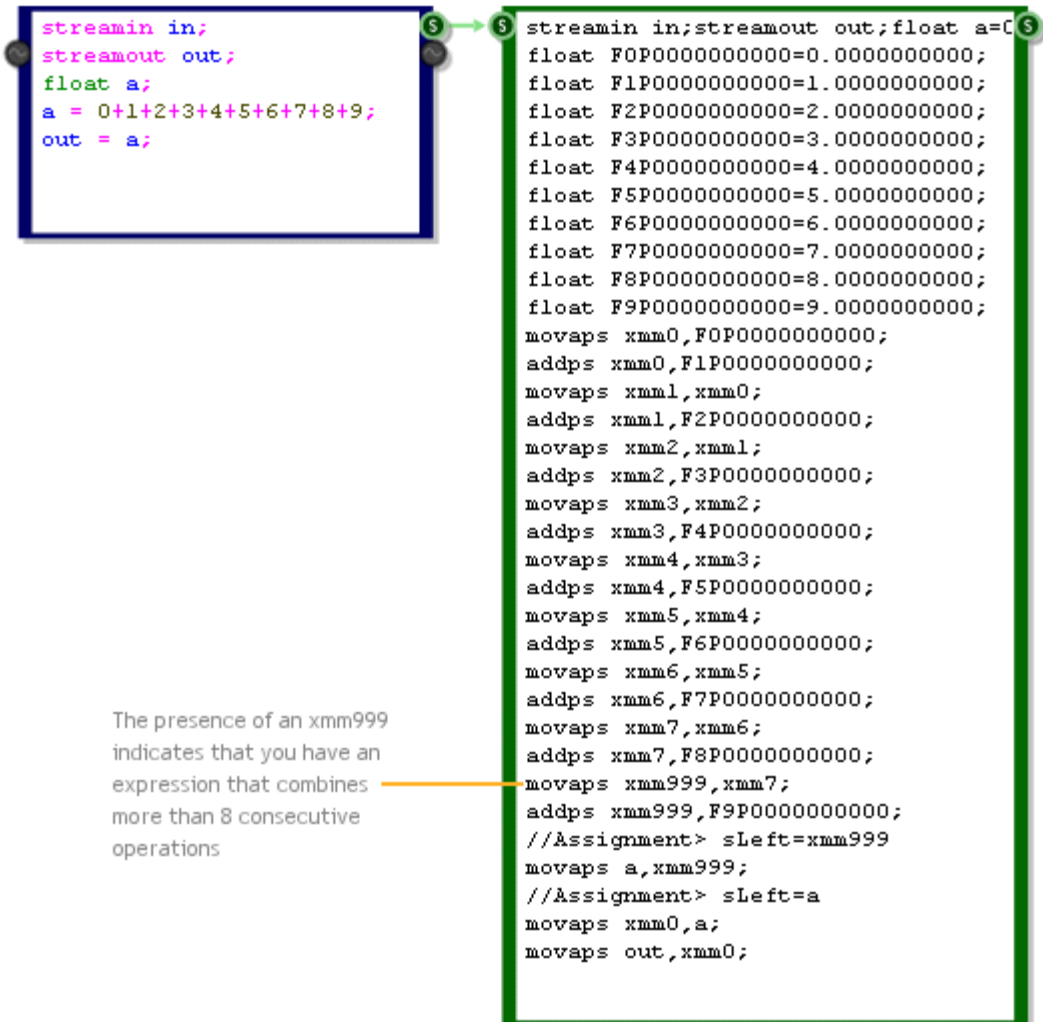 streamin in;
streamout out;
float a;
a = 0+1+2+3+4+5+6+7+8+9;
out = a;
S
S
S
streamin in;streamout out;float a=0
float F0P0000000000=0.0000000000;
float F1P0000000000=1.0000000000;
float F2P0000000000=2.0000000000;
float F3P0000000000=3.0000000000;
float F4P0000000000=4.0000000000;
float F5P0000000000=5.0000000000;
float F6P0000000000=6.0000000000;
float F7P0000000000=7.0000000000;
float F8P0000000000=8.0000000000;
float F9P0000000000=9.0000000000;
movaps xmm0,F0P0000000000;
addps xmm0,F1P0000000000;
movaps xmm1,xmm0;
addps xmm1,F2P0000000000;
movaps xmm2,xmm1;
addps xmm2,F3P0000000000;
movaps xmm3,xmm2;
addps xmm3,F4P0000000000;
movaps xmm4,xmm3;
addps xmm4,F5P0000000000;
movaps xmm5,xmm4;
addps xmm5,F6P0000000000;
movaps xmm6,xmm5;
addps xmm6,F7P0000000000;
movaps xmm7,xmm6;
addps xmm7,F8P0000000000;
movaps xmm999,xmm7;
addps xmm999,F9P0000000000;
//Assignment> sLeft=xmm999
movaps a,xmm999;
//Assignment> sLeft=a
movaps xmm0,a;
movaps out,xmm0;
The presence of an xmm999
indicates that you have an
expression that combines
more than 8 consecutive
operations